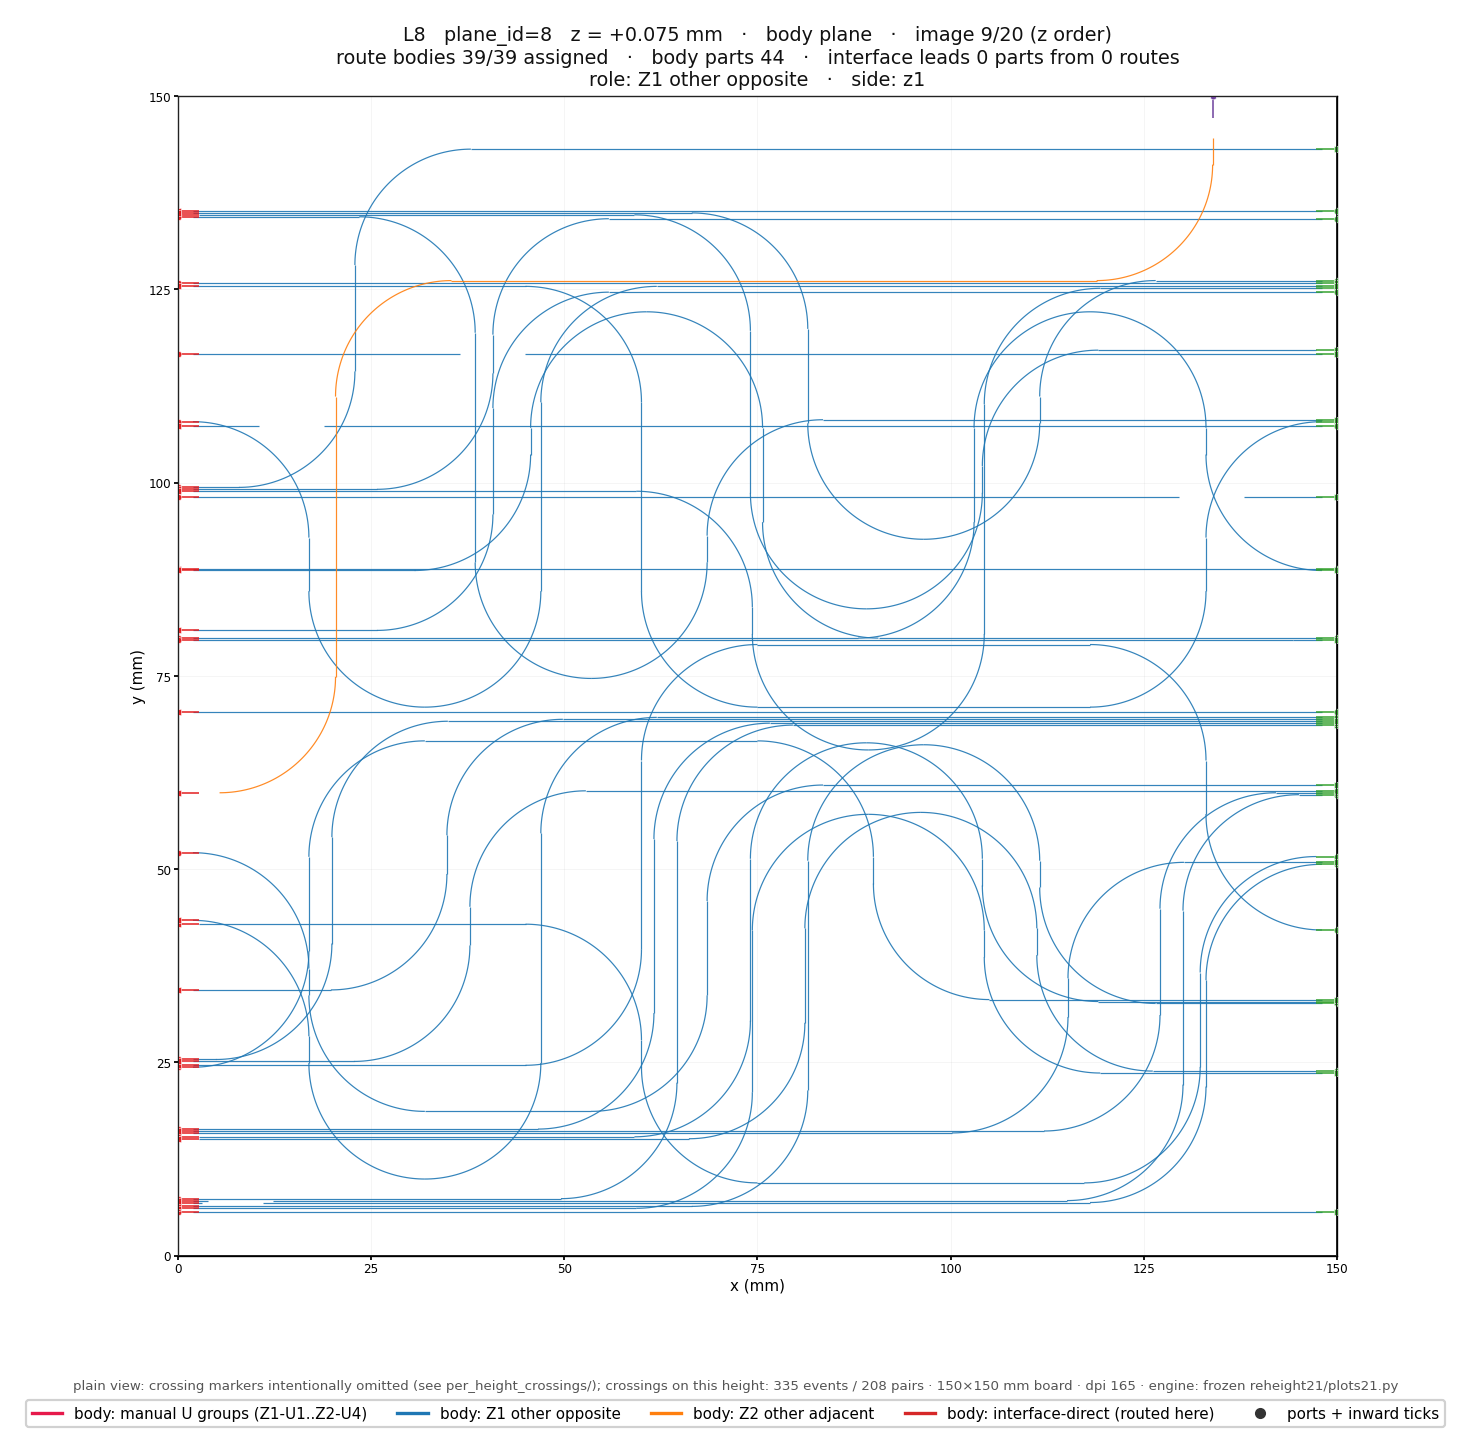 L8   plane_id=8   z = +0.075 mm   ·   body plane   ·   image 9/20 (z order)
route bodies 39/39 assigned   ·   body parts 44   ·   interface leads 0 parts from 0 routes
role: Z1 other opposite   ·   side: z1
150
125
100
75
50
25
0
y (mm)
0 25 50 75 100 125 150
x (mm)
plain view: crossing markers intentionally omitted (see per_height_crossings/); crossings on this height: 335 events / 208 pairs · 150×150 mm board · dpi 165 · engine: frozen reheight21/plots21.py
body: manual U groups (Z1-U1..Z2-U4) body: Z1 other opposite body: Z2 other adjacent body: interface-direct (routed here) ports + inward ticks